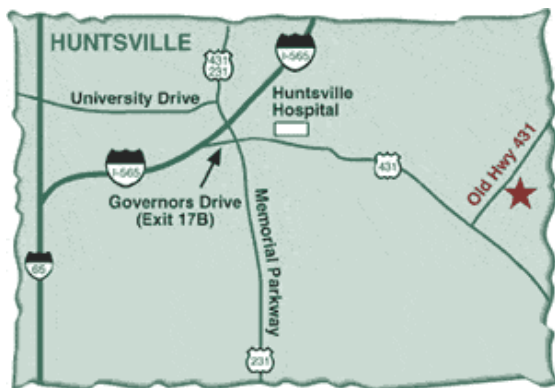 HUNTSVILLE
431
231
I-565
University Drive
Huntsville
Hospital
I-565
431
Old Hwy 431
Governors Drive
(Exit 17B)
Memorial Parkway
65
231